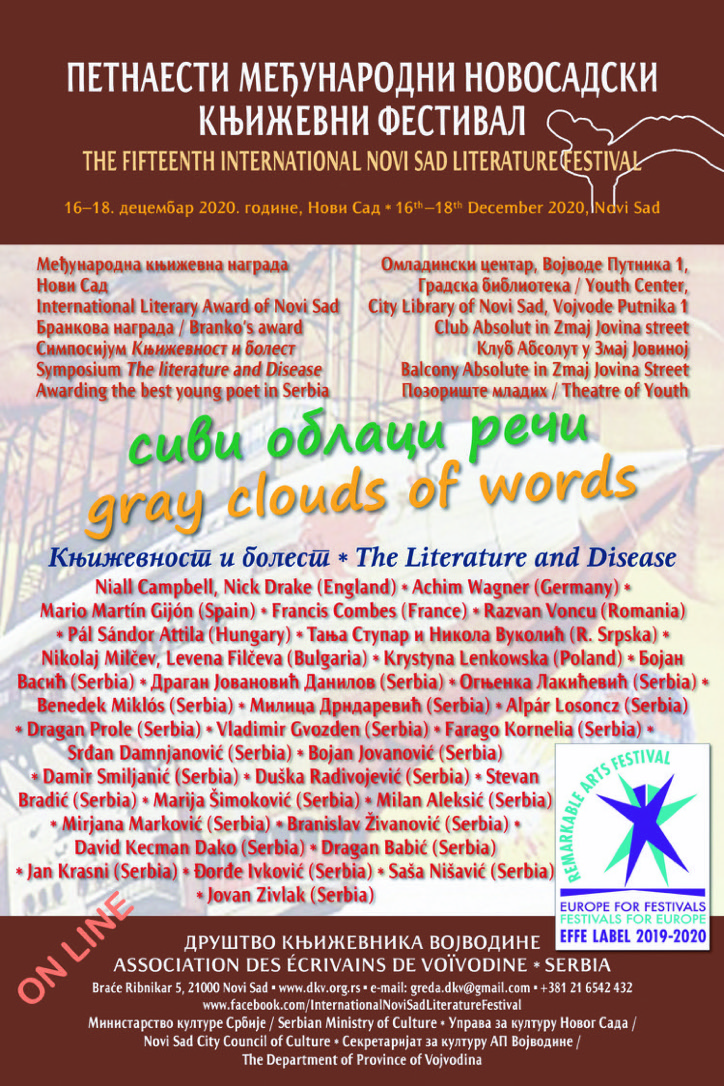 ПЕТНАЕСТИ МЕЂУНАРОДНИ НОВОСАДСКИ
КЊИЖЕВНИ ФЕСТИВАЛ
THE FIFTEENTH INTERNATIONAL NOVI SAD LITERATURE FESTIVAL
16–18. децембар 2020. године, Нови Сад * 16th–18th December 2020, Novi Sad
Међународна књижевна награда
Нови Сад
International Literary Award of Novi Sad
Бранкова награда / Branko's award
Симпосијум Књижевност и болест
Symposium The literature and Disease
Awarding the best young poet in Serbia
Омладински центар, Војводе Путника 1,
Градска библиотека / Youth Center,
City Library of Novi Sad, Vojvode Putnika 1
Club Absolut in Zmaj Jovina street
Клуб Абсолут у Змај Јовиној
Balcony Absolute in Zmaj Jovina Street
Позориште младих / Theatre of Youth
сиви облаци речи
gray clouds of words
Књижевност и болест * The Literature and Disease
Niall Campbell, Nick Drake (England) * Achim Wagner (Germany) *
Mario Martín Gijón (Spain) * Francis Combes (France) * Razvan Voncu (Romania)
* Pál Sándor Attila (Hungary) * Тања Ступар и Никола Вуколић (R. Srpska) *
Nikolaj Milčev, Levena Filčeva (Bulgaria) * Krystyna Lenkowska (Poland) * Бојан
Васић (Serbia) * Драган Јовановић Данилов (Serbia) * Огњенка Лакићевић (Serbia) *
Benedek Miklós (Serbia) * Милица Дрндаревић (Serbia) * Alpár Losoncz (Serbia)
* Dragan Prole (Serbia) * Vladimir Gvozden (Serbia) * Farago Kornelia (Serbia) *
Srđan Damnjanović (Serbia) * Bojan Jovanović (Serbia)
* Damir Smiljanić (Serbia) * Duška Radivojević (Serbia) * Stevan
Bradić (Serbia) * Marija Šimoković (Serbia) * Milan Aleksić (Serbia)
* Mirjana Marković (Serbia) * Branislav Živanović (Serbia) *
David Kecman Dako (Serbia) * Dragan Babić (Serbia)
* Jan Krasni (Serbia) * Đorđe Ivković (Serbia) * Saša Nišavić (Serbia)
* Jovan Zivlak (Serbia)
REMARKABLE ARTS FESTIVAL
EUROPE FOR FESTIVALS
FESTIVALS FOR EUROPE
EFFE LABEL 2019-2020
ON LINE
ДРУШТВО КЊИЖЕВНИКА ВОЈВОДИНЕ
ASSOCIATION DES ÉCRIVAINS DE VOÏVODINE * SERBIA
Braće Ribnikar 5, 21000 Novi Sad ▪ www.dkv.org.rs ▪ e-mail: greda.dkv@gmail.com ▪ +381 21 6542 432
www.facebook.com/InternationalNoviSadLiteratureFestival
Министарство културе Србије / Serbian Ministry of Culture * Управа за културу Новог Сада /
Novi Sad City Council of Culture * Секретаријат за културу АП Војводине /
The Department of Province of Vojvodina